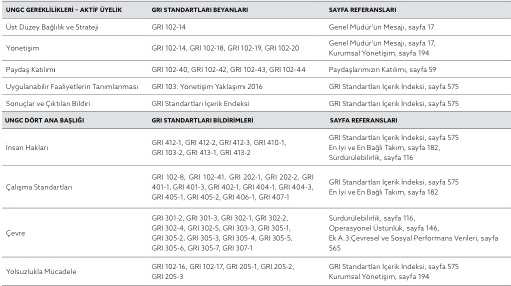 UNGC GEREKLİLİKLERİ – AKTİF ÜYELİK GRI STANDARTLARI BEYANLARI SAYFA REFERANSLARI
Üst Düzey Bağlılık ve Strateji GRI 102-14 Genel Müdür'ün Mesajı, sayfa 17
Yönetişim GRI 102-14, GRI 102-18, GRI 102-19, GRI 102-20 Genel Müdür'ün Mesajı, sayfa 17,
Kurumsal Yönetişim, sayfa 194
Paydaş Katılımı GRI 102-40, GRI 102-42, GRI 102-43, GRI 102-44 Paydaşlarımızın Katılımı, sayfa 59
Uygulanabilir Faaliyetlerin Tanımlanması GRI 103: Yönetişim Yaklaşımı 2016 GRI Standartları İçerik İndeksi, sayfa 575
Sonuçlar ve Çıktıları Bildiri GRI Standartları İçerik Endeksi GRI Standartları İçerik İndeksi, sayfa 575
UNGC DÖRT ANA BAŞLIĞI GRI STANDARTLARI BİLDİRİMLERİ SAYFA REFERANSLARI
İnsan Hakları GRI 412-1, GRI 412-2, GRI 412-3, GRI 410-1,
GRI 103-2, GRI 413-1, GRI 413-2
GRI Standartları İçerik İndeksi, sayfa 575
En İyi ve En Bağlı Takım, sayfa 182,
Sürdürülebilirlik, sayfa 116
Çalışma Standartları GRI 102-8, GRI 102-41, GRI 202-1, GRI 202-2, GRI
401-1, GRI 401-3, GRI 402-1, GRI 404-1, GRI 404-3,
GRI 405-1, GRI 405-2, GRI 406-1, GRI 407-1
GRI Standartları İçerik İndeksi, sayfa 575
En İyi ve En Bağlı Takım, sayfa 182
Çevre GRI 301-2, GRI 301-3, GRI 302-1, GRI 302-2,
GRI 302-4, GRI 302-5, GRI 303-3, GRI 305-1,
GRI 305-2, GRI 305-3, GRI 305-4, GRI 305-5,
GRI 305-6, GRI 305-7, GRI 307-1
Sürdürülebilirlik, sayfa 116,
Operasyonel Üstünlük, sayfa 146,
Ek A.3 Çevresel ve Sosyal Performans Verileri, sayfa
565
Yolsuzlukla Mücadele GRI 102-16, GRI 102-17, GRI 205-1, GRI 205-2,
GRI 205-3
GRI Standartları İçerik İndeksi, sayfa 575
Kurumsal Yönetişim, sayfa 194